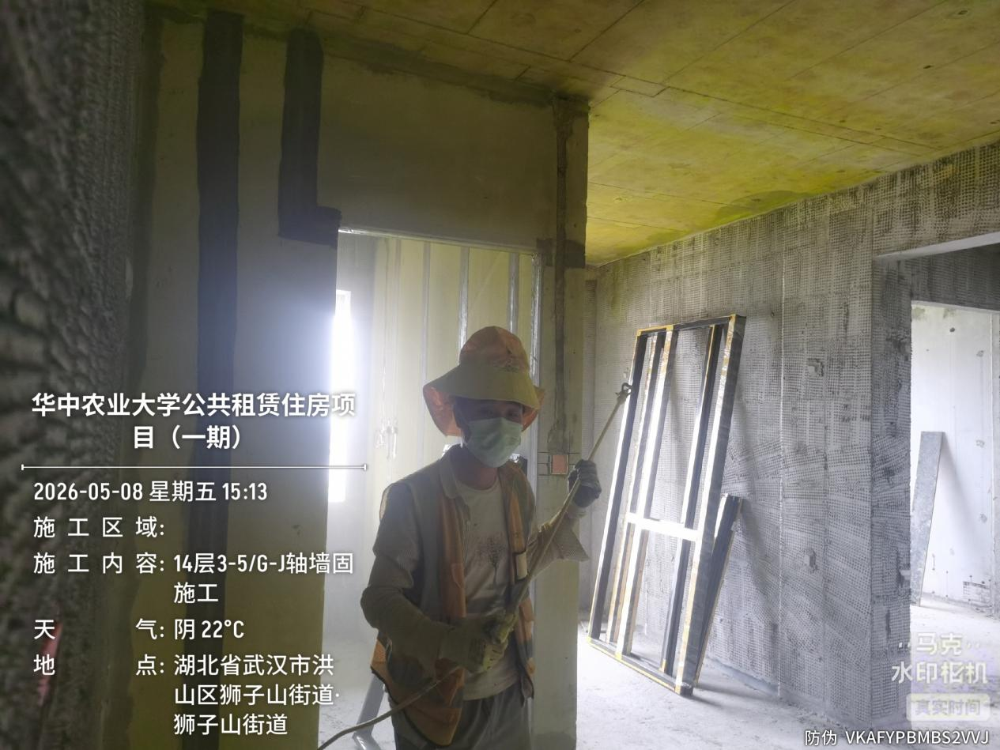 华中农业大学公共租赁住房项
目（一期）
2026-05-08 星期五 15:13
施工区域:
施工内容: 14层3-5/G-J轴墙固
施工
天气: 阴 22°C
地点: 湖北省武汉市洪
山区狮子山街道·
狮子山街道
马克
水印相机
真实时间
防伪 VKAFYPBMBS2VVJ